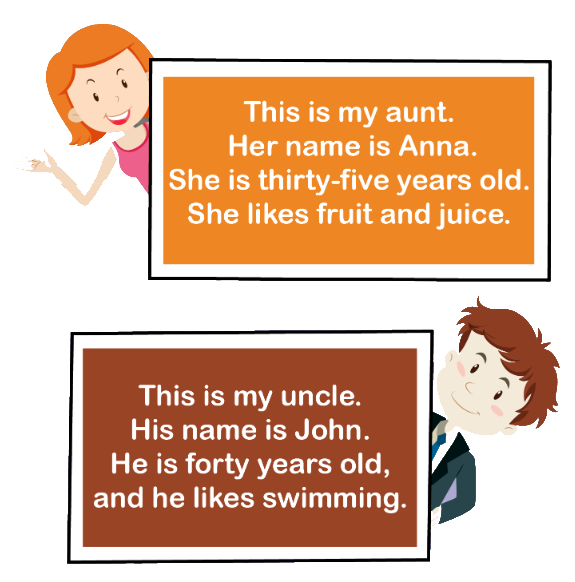 This is my aunt.
Her name is Anna.
She is thirty-five years old.
She likes fruit and juice.
This is my uncle.
His name is John.
He is forty years old,
and he likes swimming.